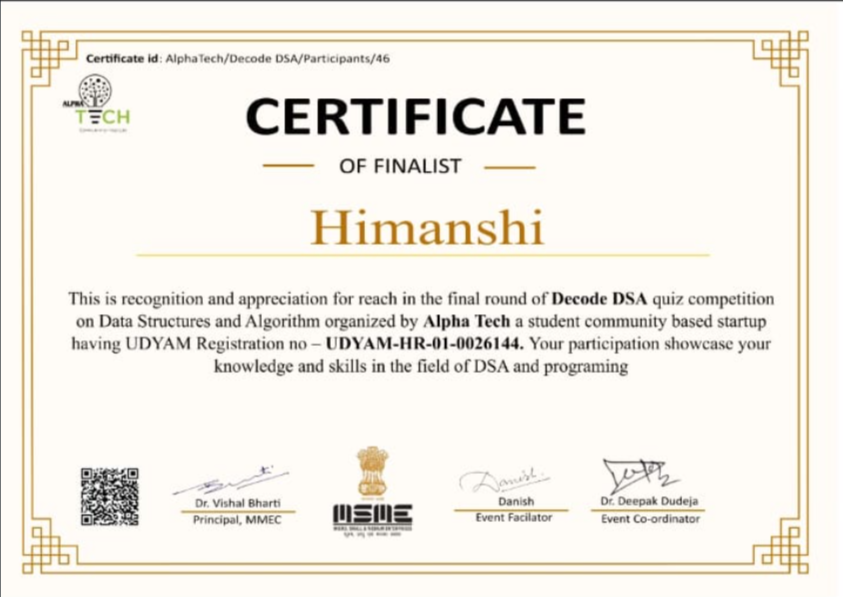 Certificate id: AlphaTech/Decode DSA/Participants/46
ALPHA
TECH
CERTIFICATE
OF FINALIST
Himanshi
This is recognition and appreciation for reach in the final round of Decode DSA quiz competition
on Data Structures and Algorithm organized by Alpha Tech a student community based startup
having UDYAM Registration no – UDYAM-HR-01-0026144. Your participation showcase your
knowledge and skills in the field of DSA and programing
Danish
Dr. Vishal Bharti
Principal, MMEC
MSME
MICRO, SMALL & MEDIUM ENTERPRISES
Danish
Event Facilator
Dr. Deepak Dudeja
Event Co-ordinator